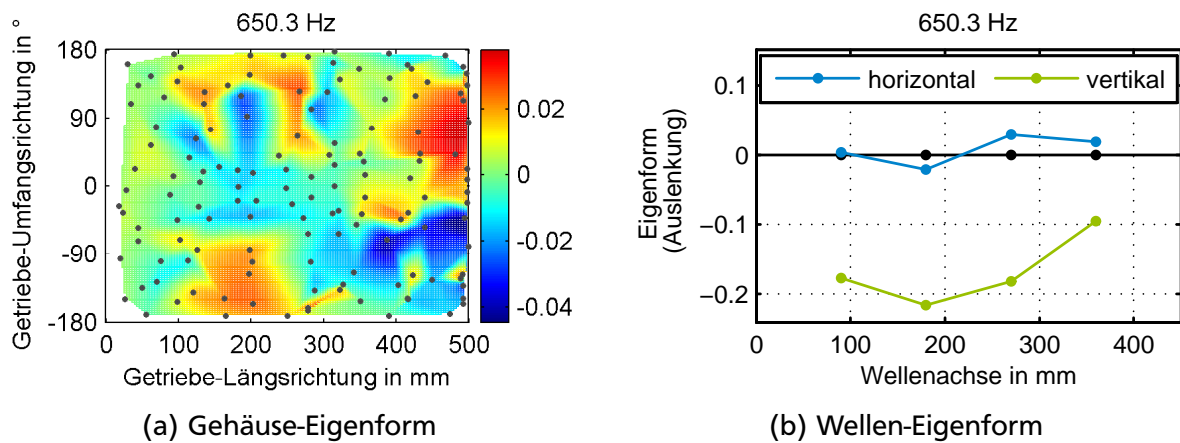 650.3 Hz
Getriebe-Umfangsrichtung in °
180
90
0
-90
-180
0 100 200 300 400 500
Getriebe-Längsrichtung in mm
0.02
0
−0.02
−0.04
(a) Gehäuse-Eigenform
650.3 Hz
Eigenform
(Auslenkung)
0.1
0
−0.1
−0.2
horizontal vertikal
0 100 200 300 400
Wellenachse in mm
(b) Wellen-Eigenform